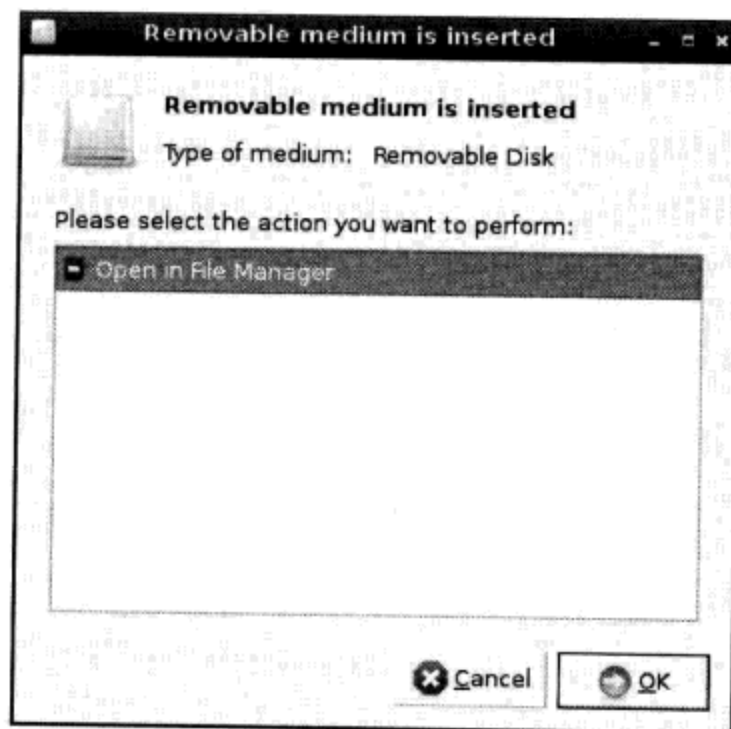 Removable medium is inserted
Removable medium is inserted
Type of medium: Removable Disk
Please select the action you want to perform:
Open in File Manager
Cancel
OK